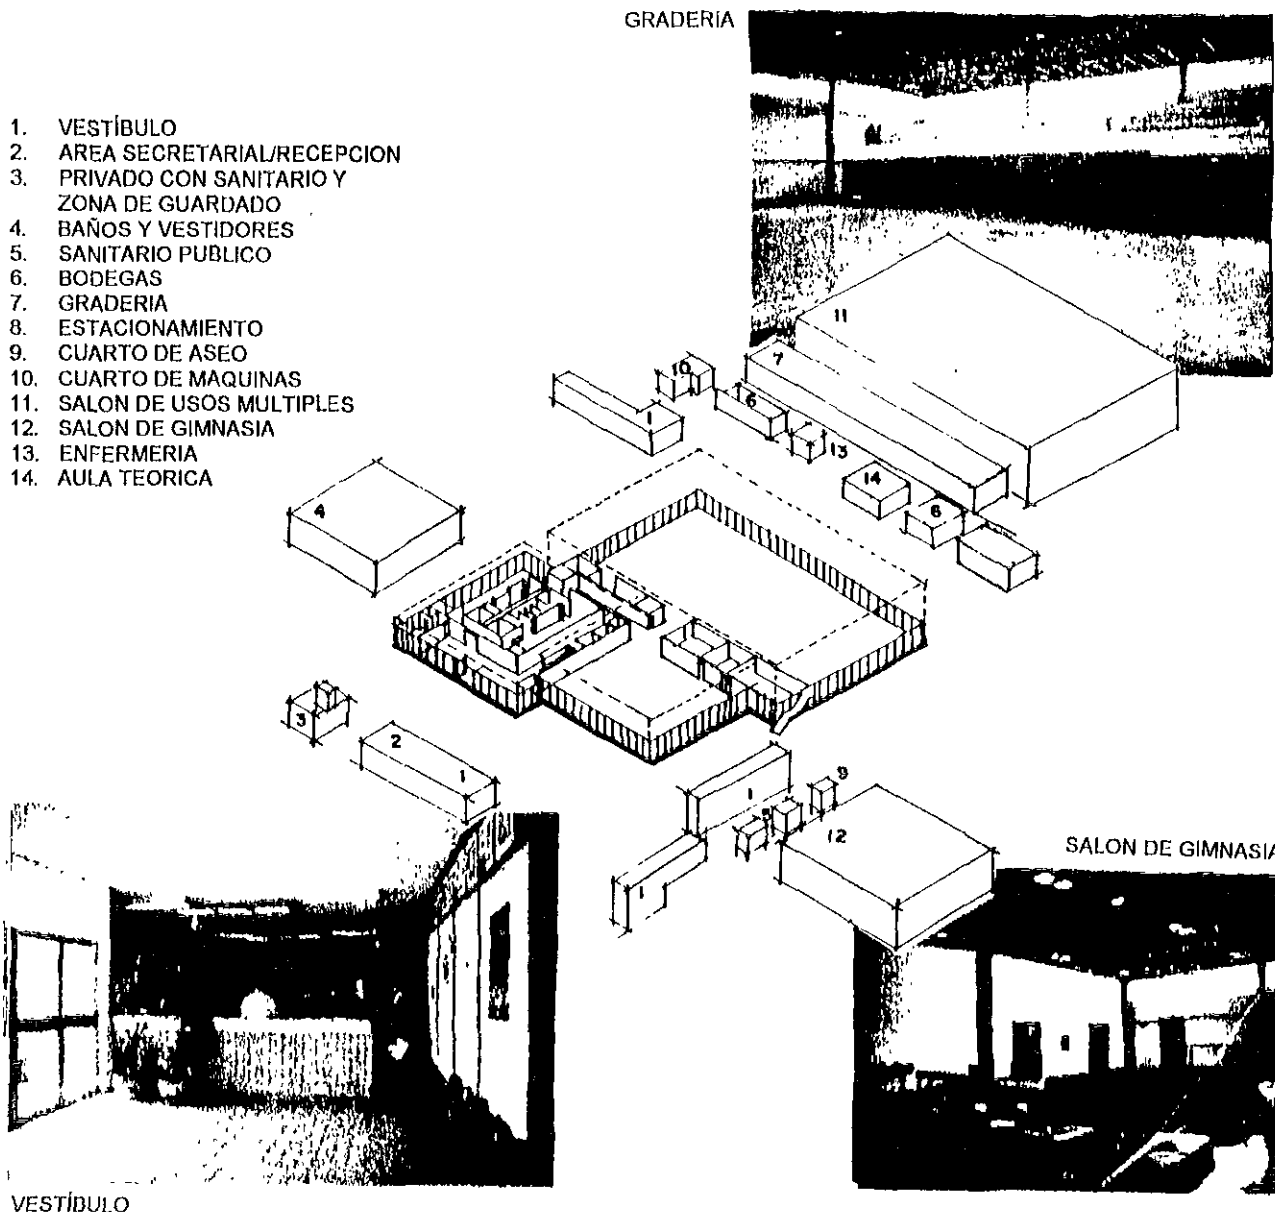 GRADERIA
1. VESTÍBULO
2. AREA SECRETARIAL/RECEPCION
3. PRIVADO CON SANITARIO Y
ZONA DE GUARDADO
4. BAÑOS Y VESTIDORES
5. SANITARIO PUBLICO
6. BODEGAS
7. GRADERIA
8. ESTACIONAMIENTO
9. CUARTO DE ASEO
10. CUARTO DE MAQUINAS
11. SALON DE USOS MULTIPLES
12. SALON DE GIMNASIA
13. ENFERMERIA
14. AULA TEORICA
11
7
10
6
1
13
14
6
4
3
2
1
1
9
12
1
SALON DE GIMNASIA
VESTÍBULO